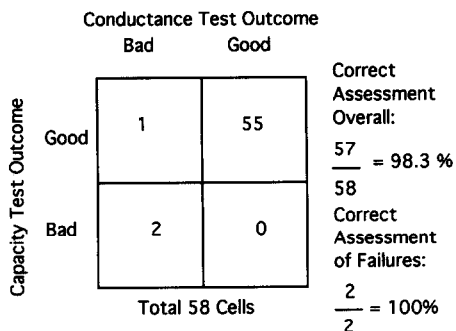 Conductance Test Outcome
Bad Good
Capacity Test Outcome
Good 1 55
Bad 2 0
Total 58 Cells
Correct
Assessment
Overall:
57
= 98.3 %
58
Correct
Assessment
of Failures:
2
= 100%
2